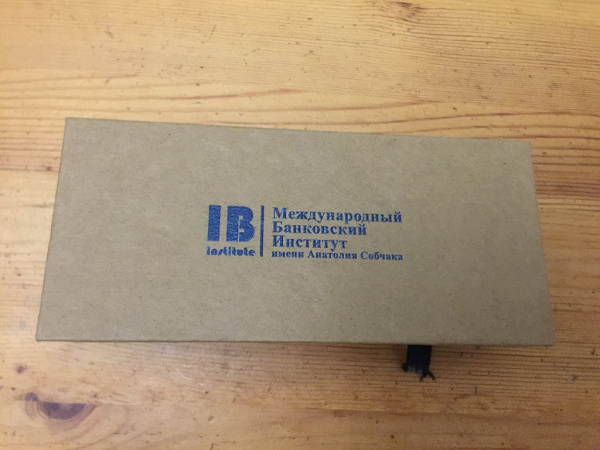 IB
institute
Международный
Банковский
Институт
имени Анатолия Собчака